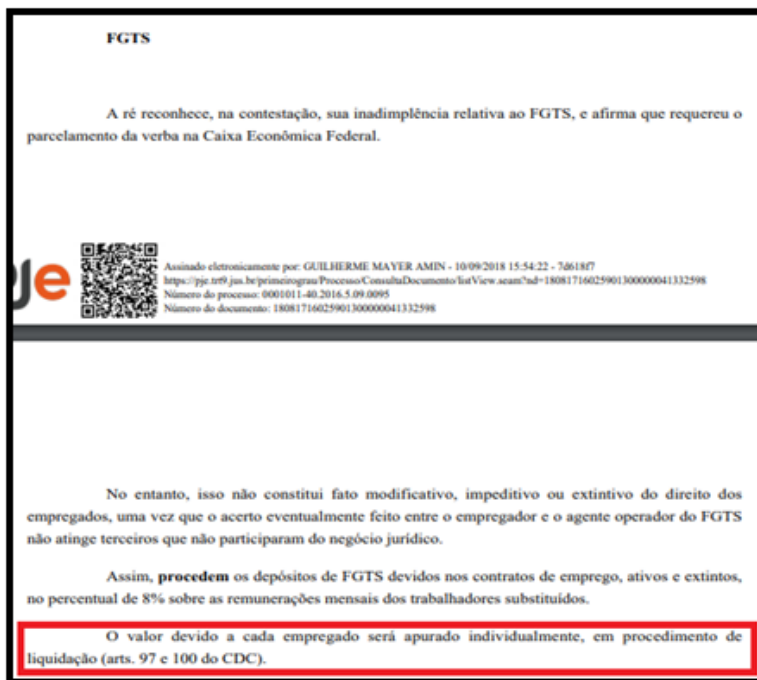 FGTS
A ré reconhece, na contestação, sua inadimplência relativa ao FGTS, e afirma que requereu o
parcelamento da verba na Caixa Econômica Federal.
je
Assinado eletronicamente por: GUILHERME MAYER AMIN - 10/09/2018 15:54:22 - 7d618f7
https://pje.trt9.jus.br/primeirograu/Processo/ConsultaDocumento/listView.seam?nd=18081716025901300000041332598
Número do processo: 0001011-40.2016.5.09.0095
Número do documento: 18081716025901300000041332598
No entanto, isso não constitui fato modificativo, impeditivo ou extintivo do direito dos
empregados, uma vez que o acerto eventualmente feito entre o empregador e o agente operador do FGTS
não atinge terceiros que não participaram do negócio jurídico.
Assim, procedem os depósitos de FGTS devidos nos contratos de emprego, ativos e extintos,
no percentual de 8% sobre as remunerações mensais dos trabalhadores substituídos.
O valor devido a cada empregado será apurado individualmente, em procedimento de
liquidação (arts. 97 e 100 do CDC).